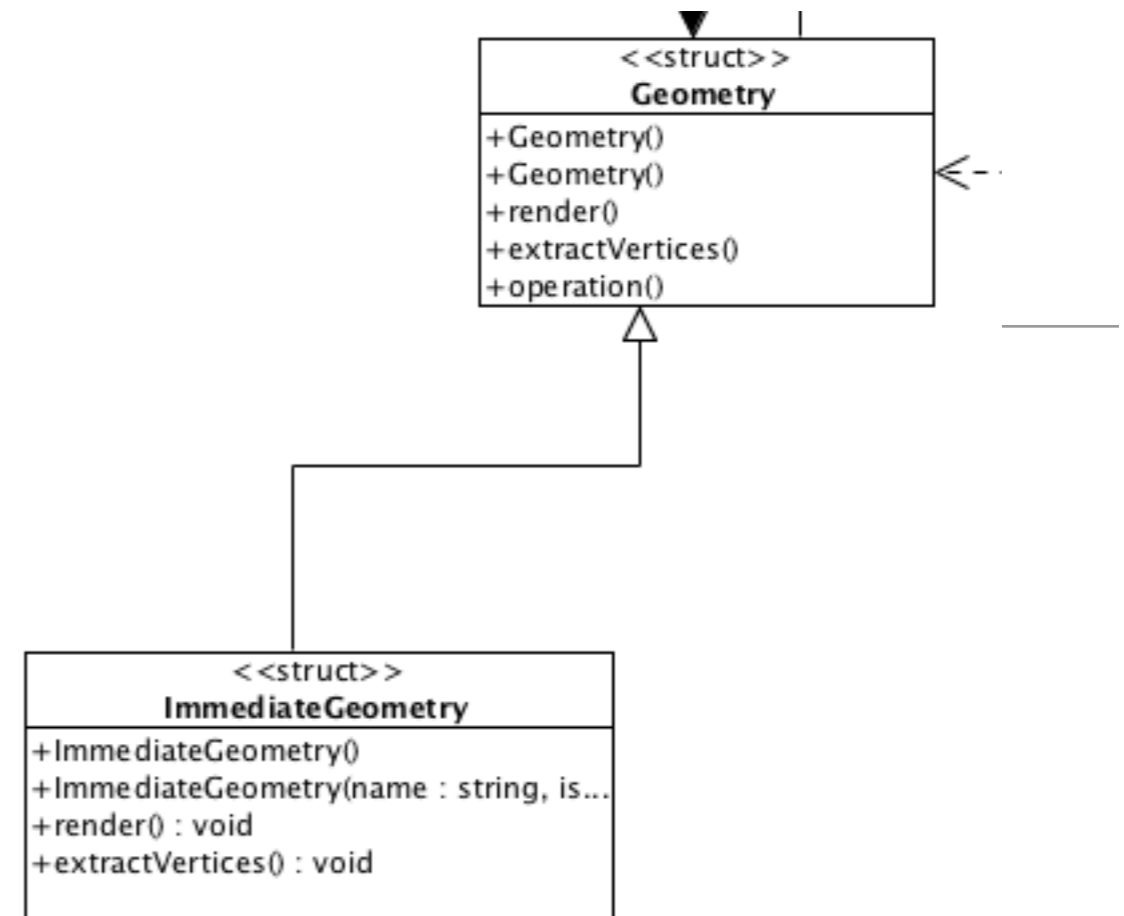 <<struct>>
Geometry
+Geometry()
+Geometry()
+render()
+extractVertices()
+operation()
<<struct>>
ImmediateGeometry
+ImmediateGeometry()
+ImmediateGeometry(name : string, is...
+render() : void
+extractVertices() : void